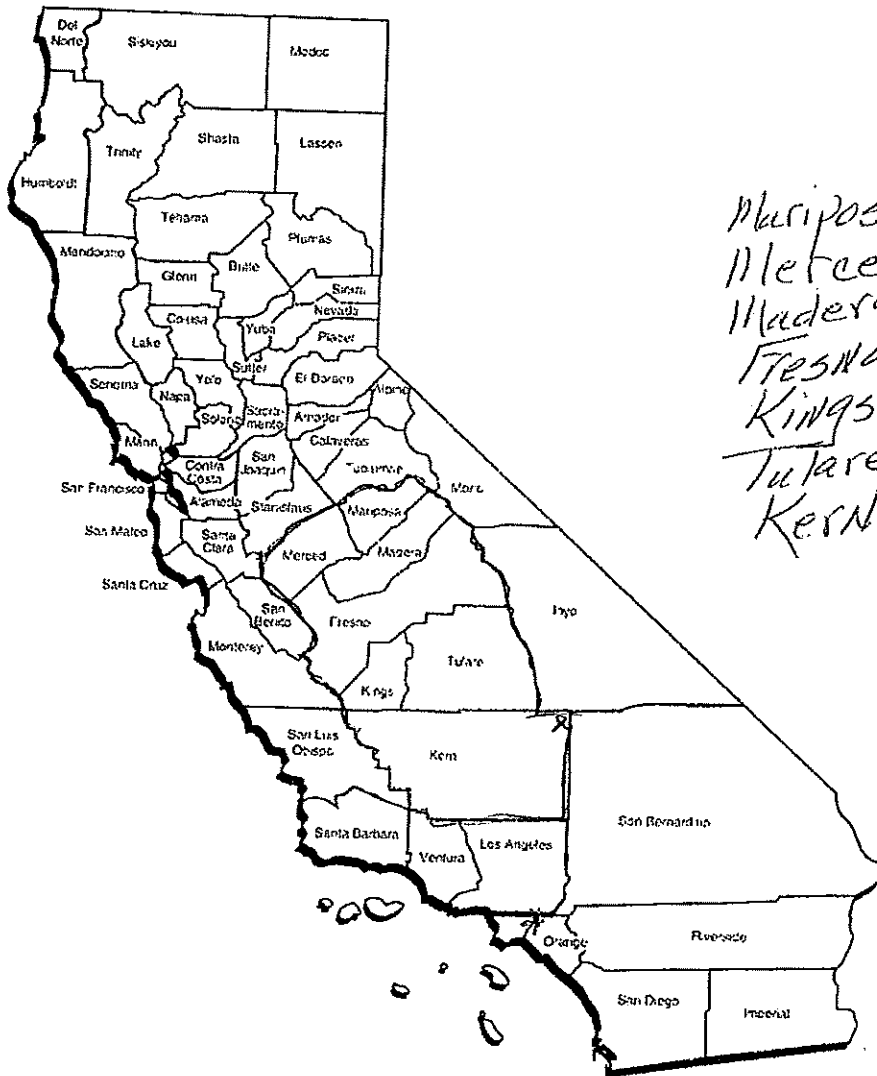 Del
Norte
Siskiyou
Modoc
Shasta
Lassen
Trinity
Humboldt
Tehama
Plumas
Mendocino
Butte
Glenn
Sierra
Nevada
Colusa
Yuba
Placer
Lake
Sutter
El Dorado
Yolo
Sonoma
Napa
Alpine
Sacra-
mento
Solano
Amador
Calaveras
Marin
San
Joaquin
Contra
Costa
Tuolumne
San Francisco
Mono
Alameda
Stanislaus
Mariposa
San Mateo
Santa
Clara
Merced
Madera
Santa Cruz
San
Benito
Fresno
Inyo
Monterey
Tulare
Kings
San Luis
Obispo
Kern
San Bernardino
Santa Barbara
Ventura
Los Angeles
Orange
Riverside
San Diego
Imperial
Maripos
Merce
Madera
Fresno
Kings
Tulare
Kern